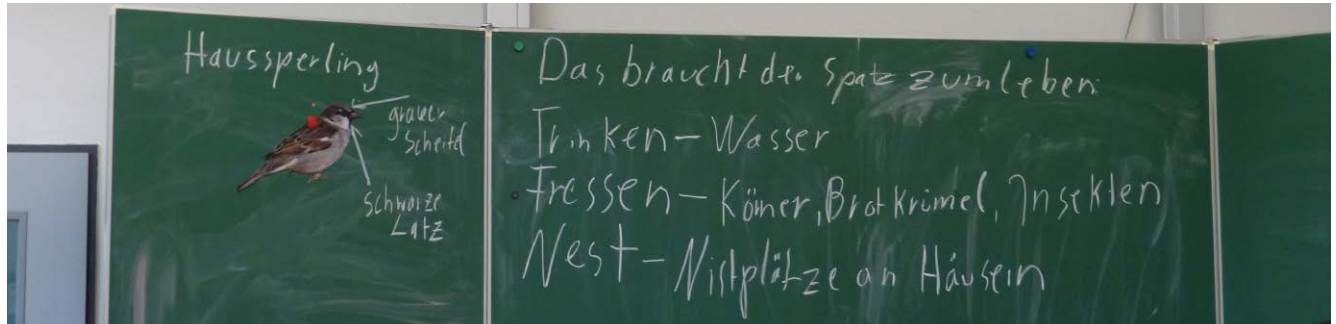 Haussperling
grauer
Scheitel
schwarze
Latz
Das braucht der Spatz zum leben:
Trinken – Wasser
Fressen – Körner, Brotkrümel, Insekten
Nest – Nistplätze an Häusern